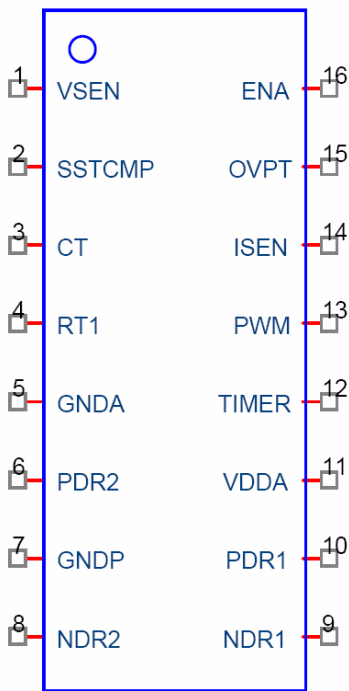 1 VSEN ENA 16
2 SSTCMP OVPT 15
3 CT ISEN 14
4 RT1 PWM 13
5 GNDA TIMER 12
6 PDR2 VDDA 11
7 GNDP PDR1 10
8 NDR2 NDR1 9